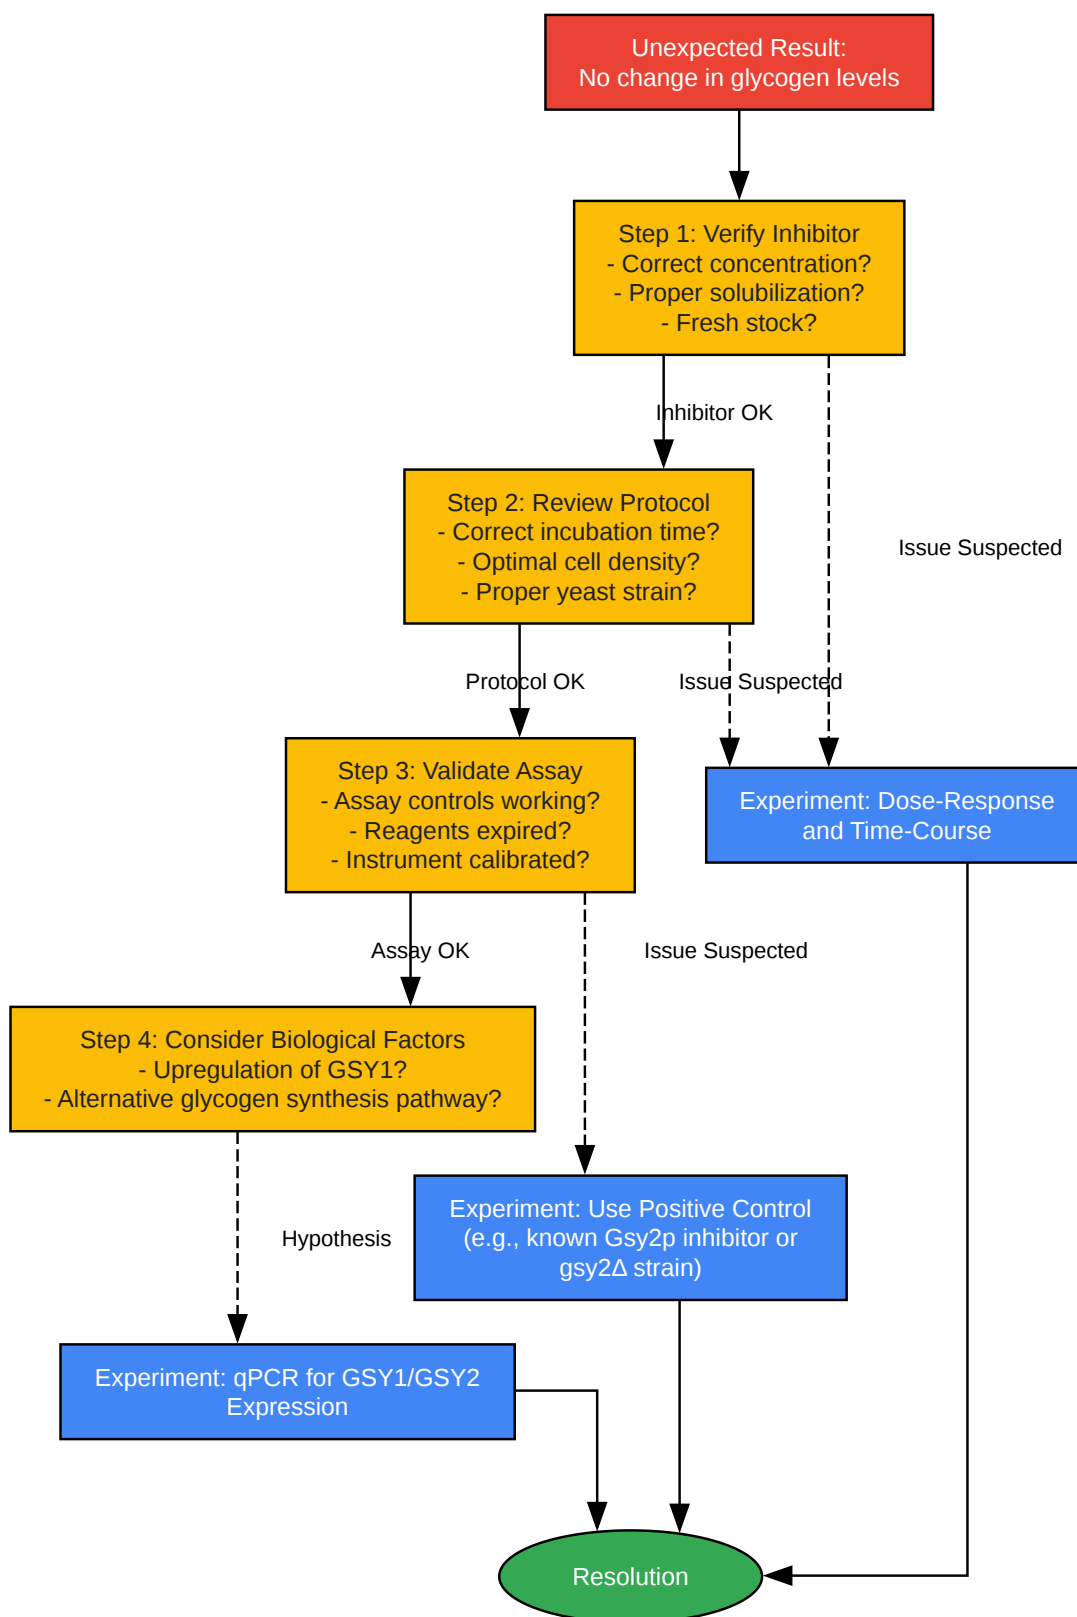 Unexpected Result:
No change in glycogen levels
Step 1: Verify Inhibitor
- Correct concentration?
- Proper solubilization?
- Fresh stock?
Inhibitor OK
Issue Suspected
Step 2: Review Protocol
- Correct incubation time?
- Optimal cell density?
- Proper yeast strain?
Protocol OK
Issue Suspected
Step 3: Validate Assay
- Assay controls working?
- Reagents expired?
- Instrument calibrated?
Experiment: Dose-Response
and Time-Course
Assay OK
Issue Suspected
Step 4: Consider Biological Factors
- Upregulation of GSY1?
- Alternative glycogen synthesis pathway?
Hypothesis
Experiment: Use Positive Control
(e.g., known Gsy2p inhibitor or
gsy2Δ strain)
Experiment: qPCR for GSY1/GSY2
Expression
Resolution